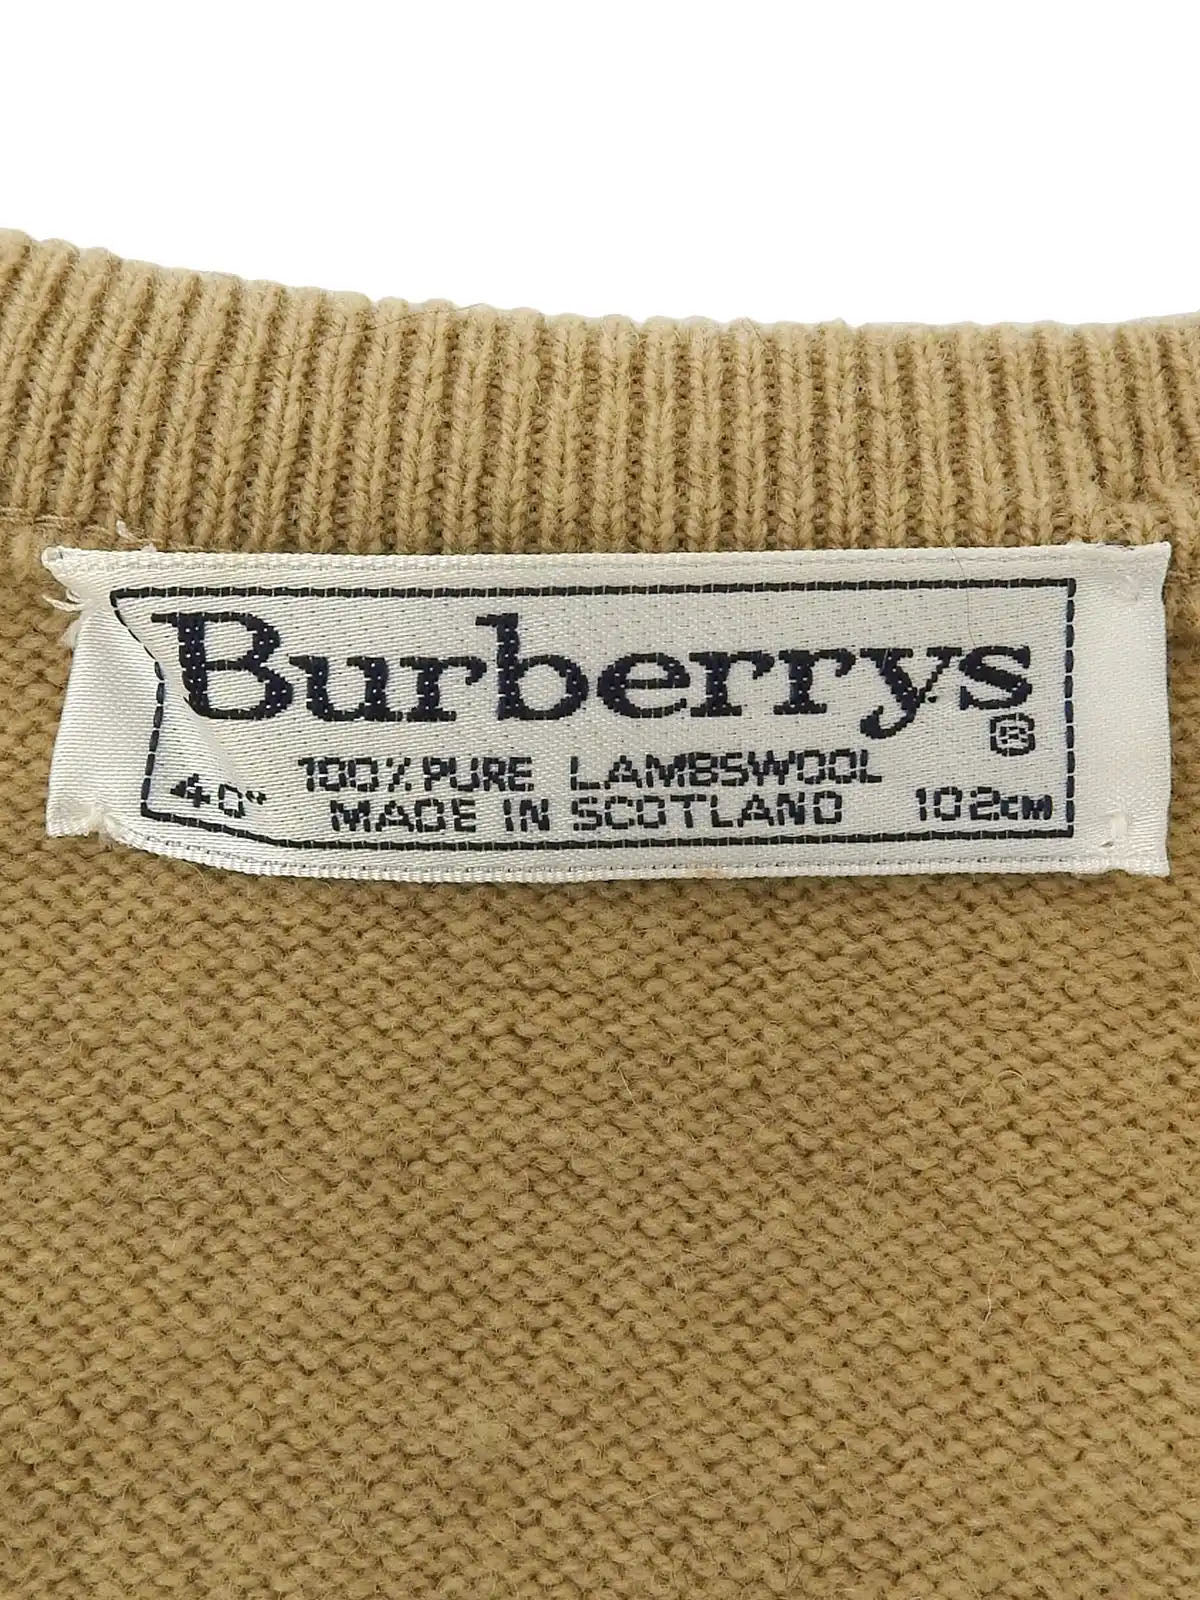 Burberrys
®
100% PURE LAMBSWOOL
40" MADE IN SCOTLAND 102CM